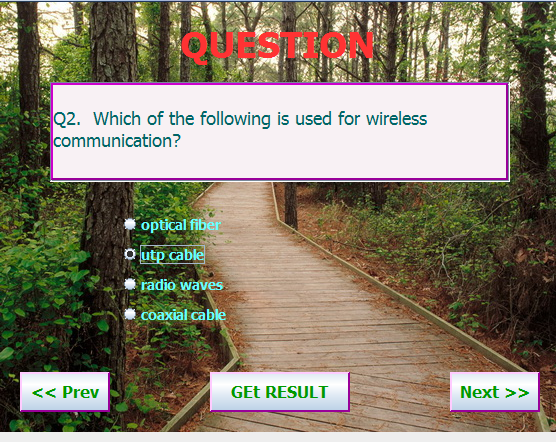 QUESTION
Q2. Which of the following is used for wireless
communication?
optical fiber
utp cable
radio waves
coaxial cable
<< Prev
GEt RESULT
Next >>